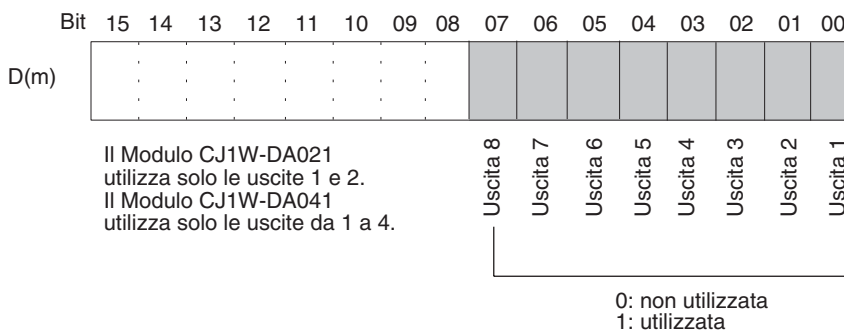 Bit 15 14 13 12 11 10 09 08 07 06 05 04 03 02 01 00
D(m)
Uscita 8 Uscita 7 Uscita 6 Uscita 5 Uscita 4 Uscita 3 Uscita 2 Uscita 1
Il Modulo CJ1W-DA021
utilizza solo le uscite 1 e 2.
Il Modulo CJ1W-DA041
utilizza solo le uscite da 1 a 4.
0: non utilizzata
1: utilizzata